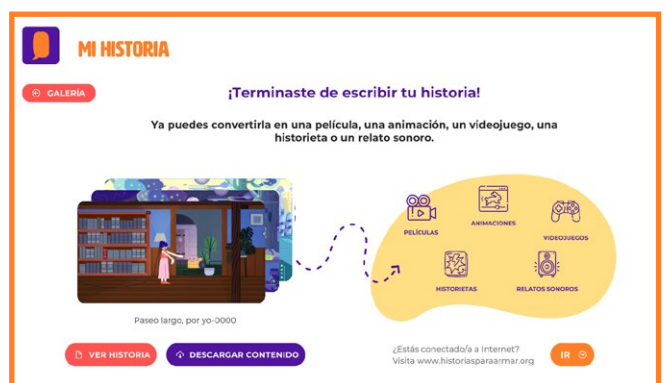 MI HISTORIA
GALERÍA
¡Terminaste de escribir tu historia!
Ya puedes convertirla en una película, una animación, un videojuego, una
historieta o un relato sonoro.
PELÍCULAS
ANIMACIONES
VIDEOJUEGOS
HISTORIETAS
RELATOS SONOROS
Paseo largo, por yo-0000
VER HISTORIA
DESCARGAR CONTENIDO
¿Estás conectado/a a Internet?
Visita www.historiasparaarmar.org
IR